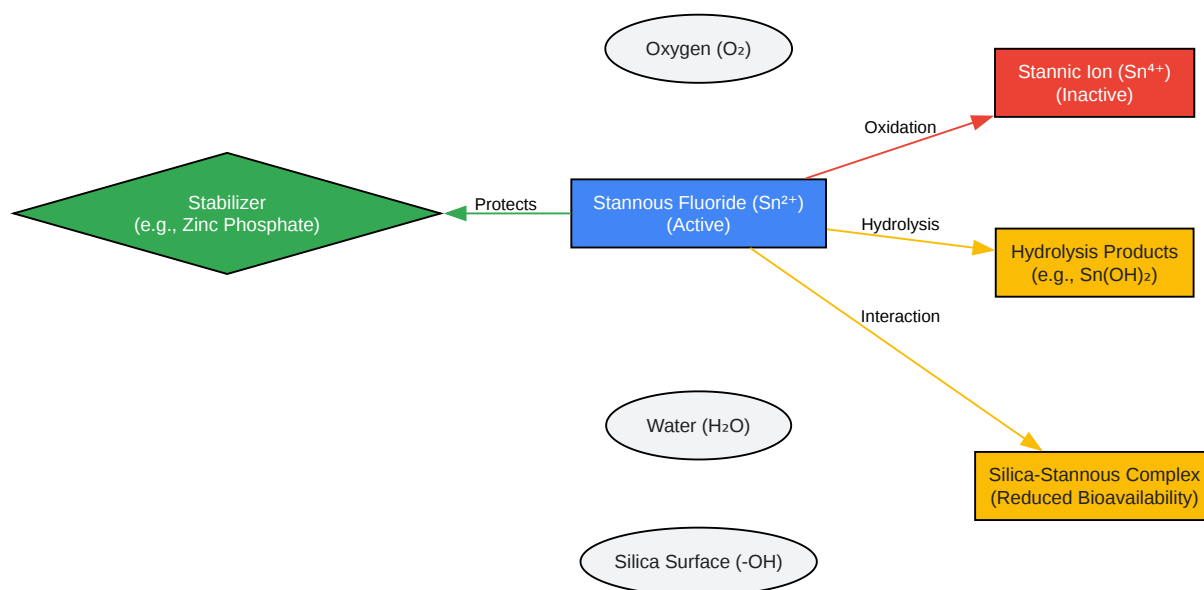 Oxygen (O₂)
Stannic Ion (Sn⁴⁺)
(Inactive)
Oxidation
Stabilizer
(e.g., Zinc Phosphate)
Protects
Stannous Fluoride (Sn²⁺)
(Active)
Hydrolysis
Hydrolysis Products
(e.g., Sn(OH)₂)
Interaction
Water (H₂O)
Silica-Stannous Complex
(Reduced Bioavailability)
Silica Surface (-OH)